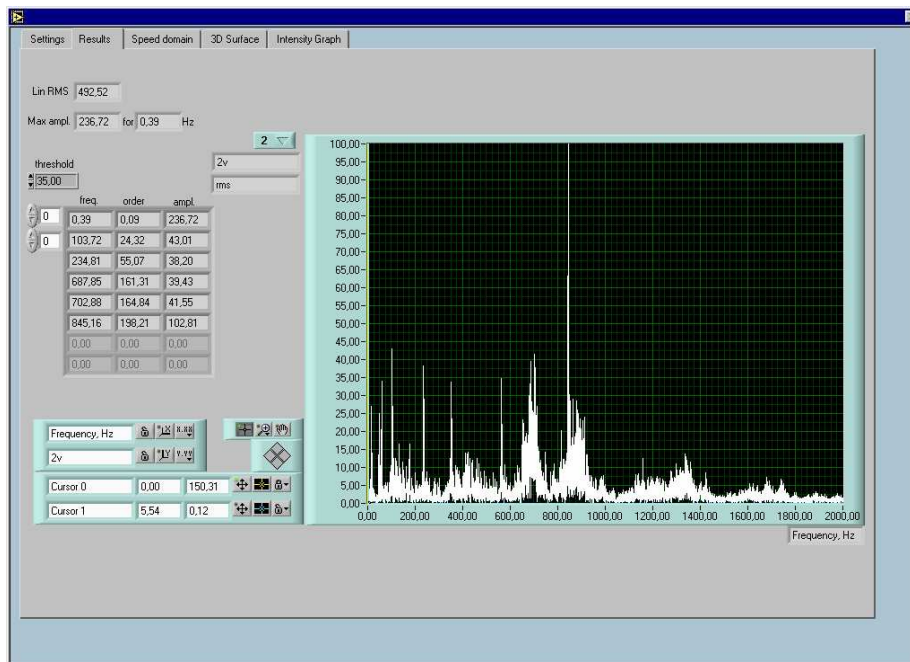 Settings Results Speed domain 3D Surface Intensity Graph
Lin RMS 492,52
Max ampl. 236,72 for 0,39 Hz
2
2v
rms
threshold
35,00
freq. order ampl.
0 0,39 0,09 236,72
0 103,72 24,32 43,01
234,81 55,07 38,20
687,85 161,31 39,43
702,88 164,84 41,55
845,16 198,21 102,81
0,00 0,00 0,00
0,00 0,00 0,00
100,00
95,00
90,00
85,00
80,00
75,00
70,00
65,00
60,00
55,00
50,00
45,00
40,00
35,00
30,00
25,00
20,00
15,00
10,00
5,00
0,00
0,00 200,00 400,00 600,00 800,00 1000,00 1200,00 1400,00 1600,00 1800,00 2000,00
Frequency, Hz
Frequency, Hz X X.XX
2v Y Y.YY
Cursor 0 0,00 150,31
Cursor 1 5,54 0,12